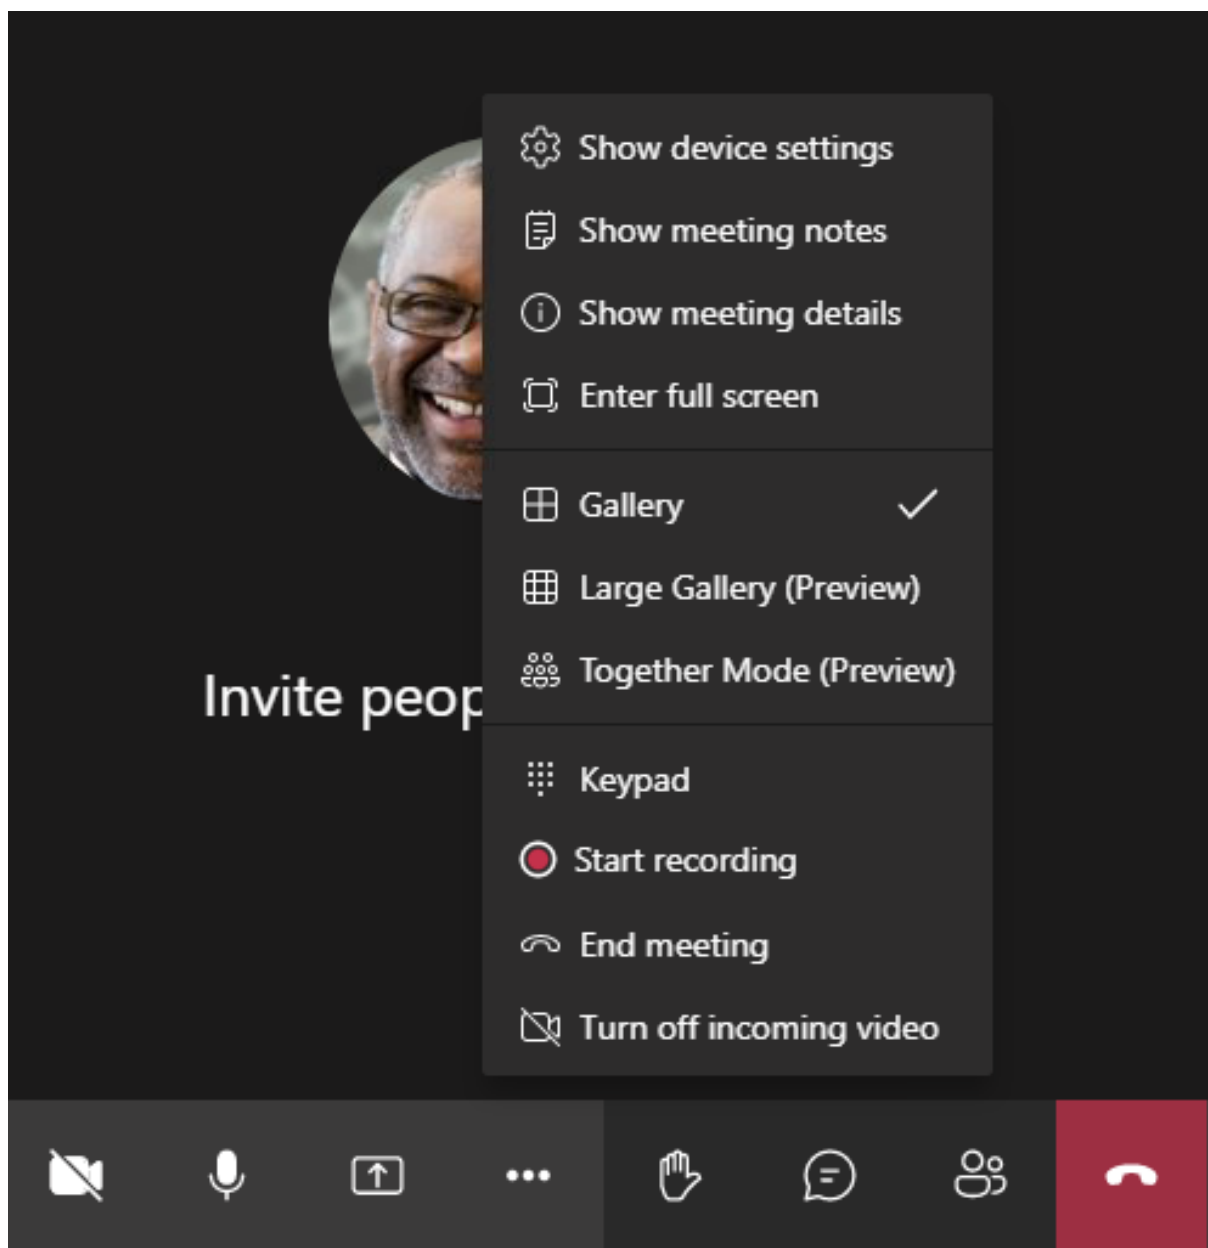 Show device settings
Show meeting notes
Show meeting details
Enter full screen
Gallery
Large Gallery (Preview)
Together Mode (Preview)
Invite peop
Keypad
Start recording
End meeting
Turn off incoming video